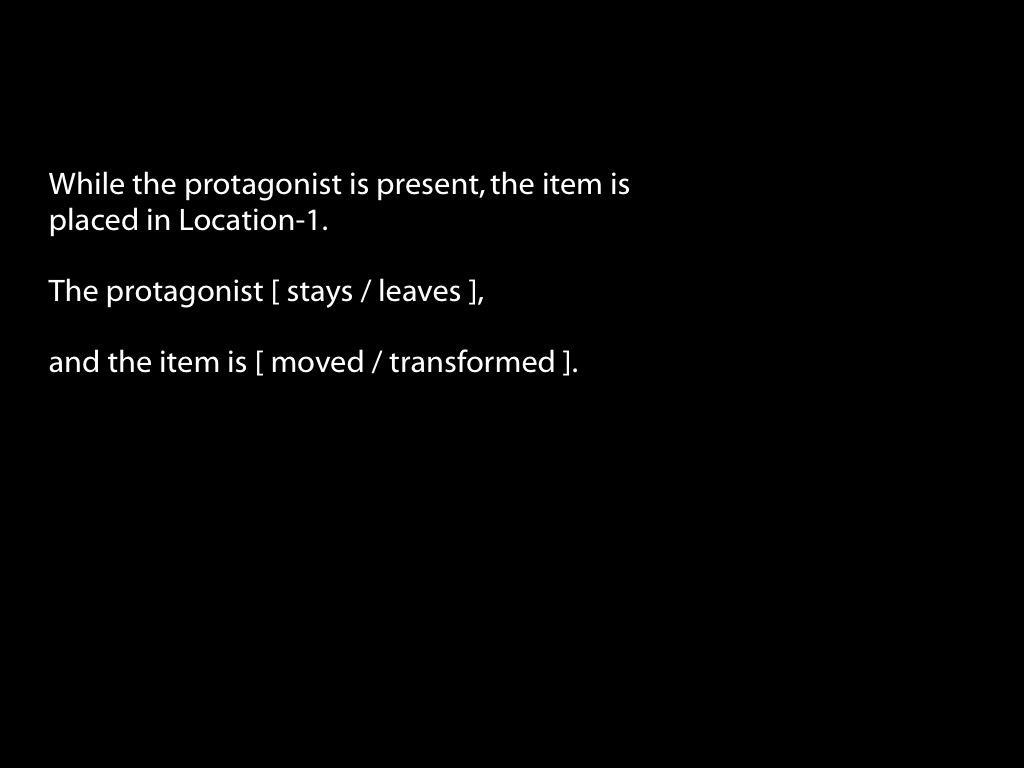 While the protagonist is present, the item is
placed in Location-1.
The protagonist [ stays / leaves ],
and the item is [ moved / transformed ].